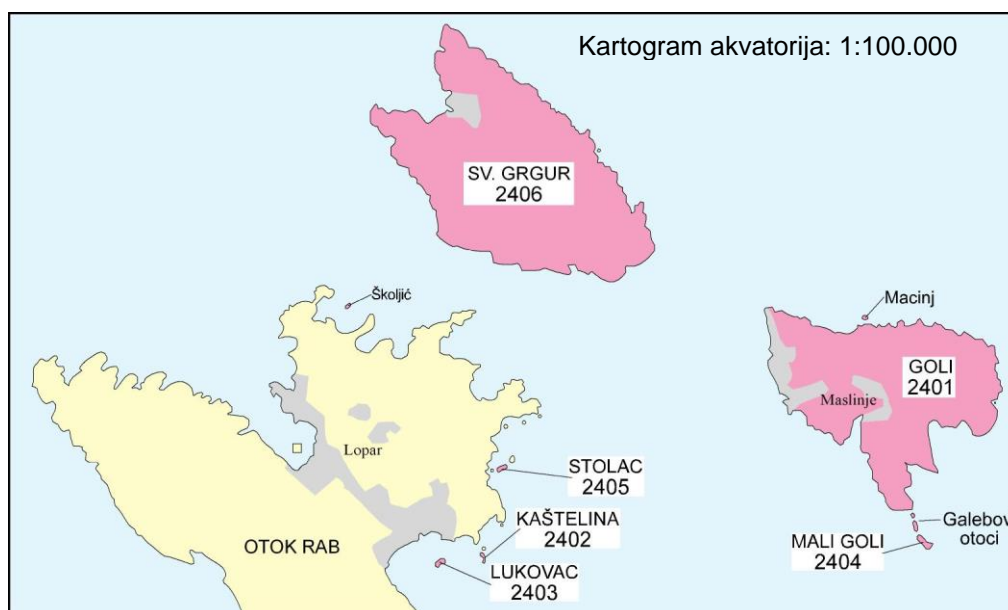 Kartogram akvatorija: 1:100.000
SV. GRGUR
2406
Školjić
Macinj
GOLI
2401
Maslinje
Lopar
STOLAC
2405
KAŠTELINA
2402
OTOK RAB
LUKOVAC
2403
Galebovi
otoci
MALI GOLI
2404